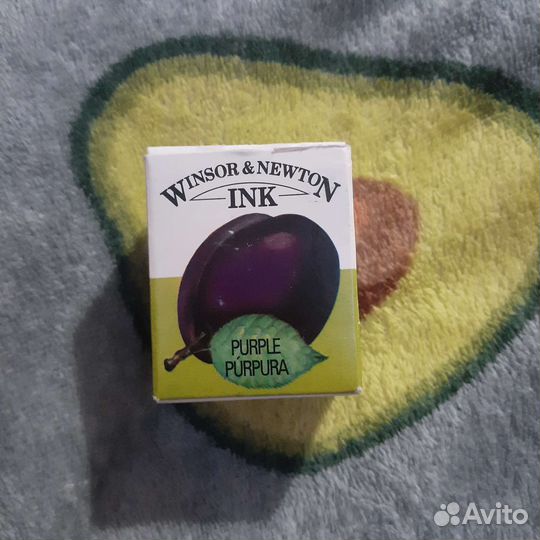 WINSOR & NEWTON
INK
PURPLE
PÚRPURA
Avito